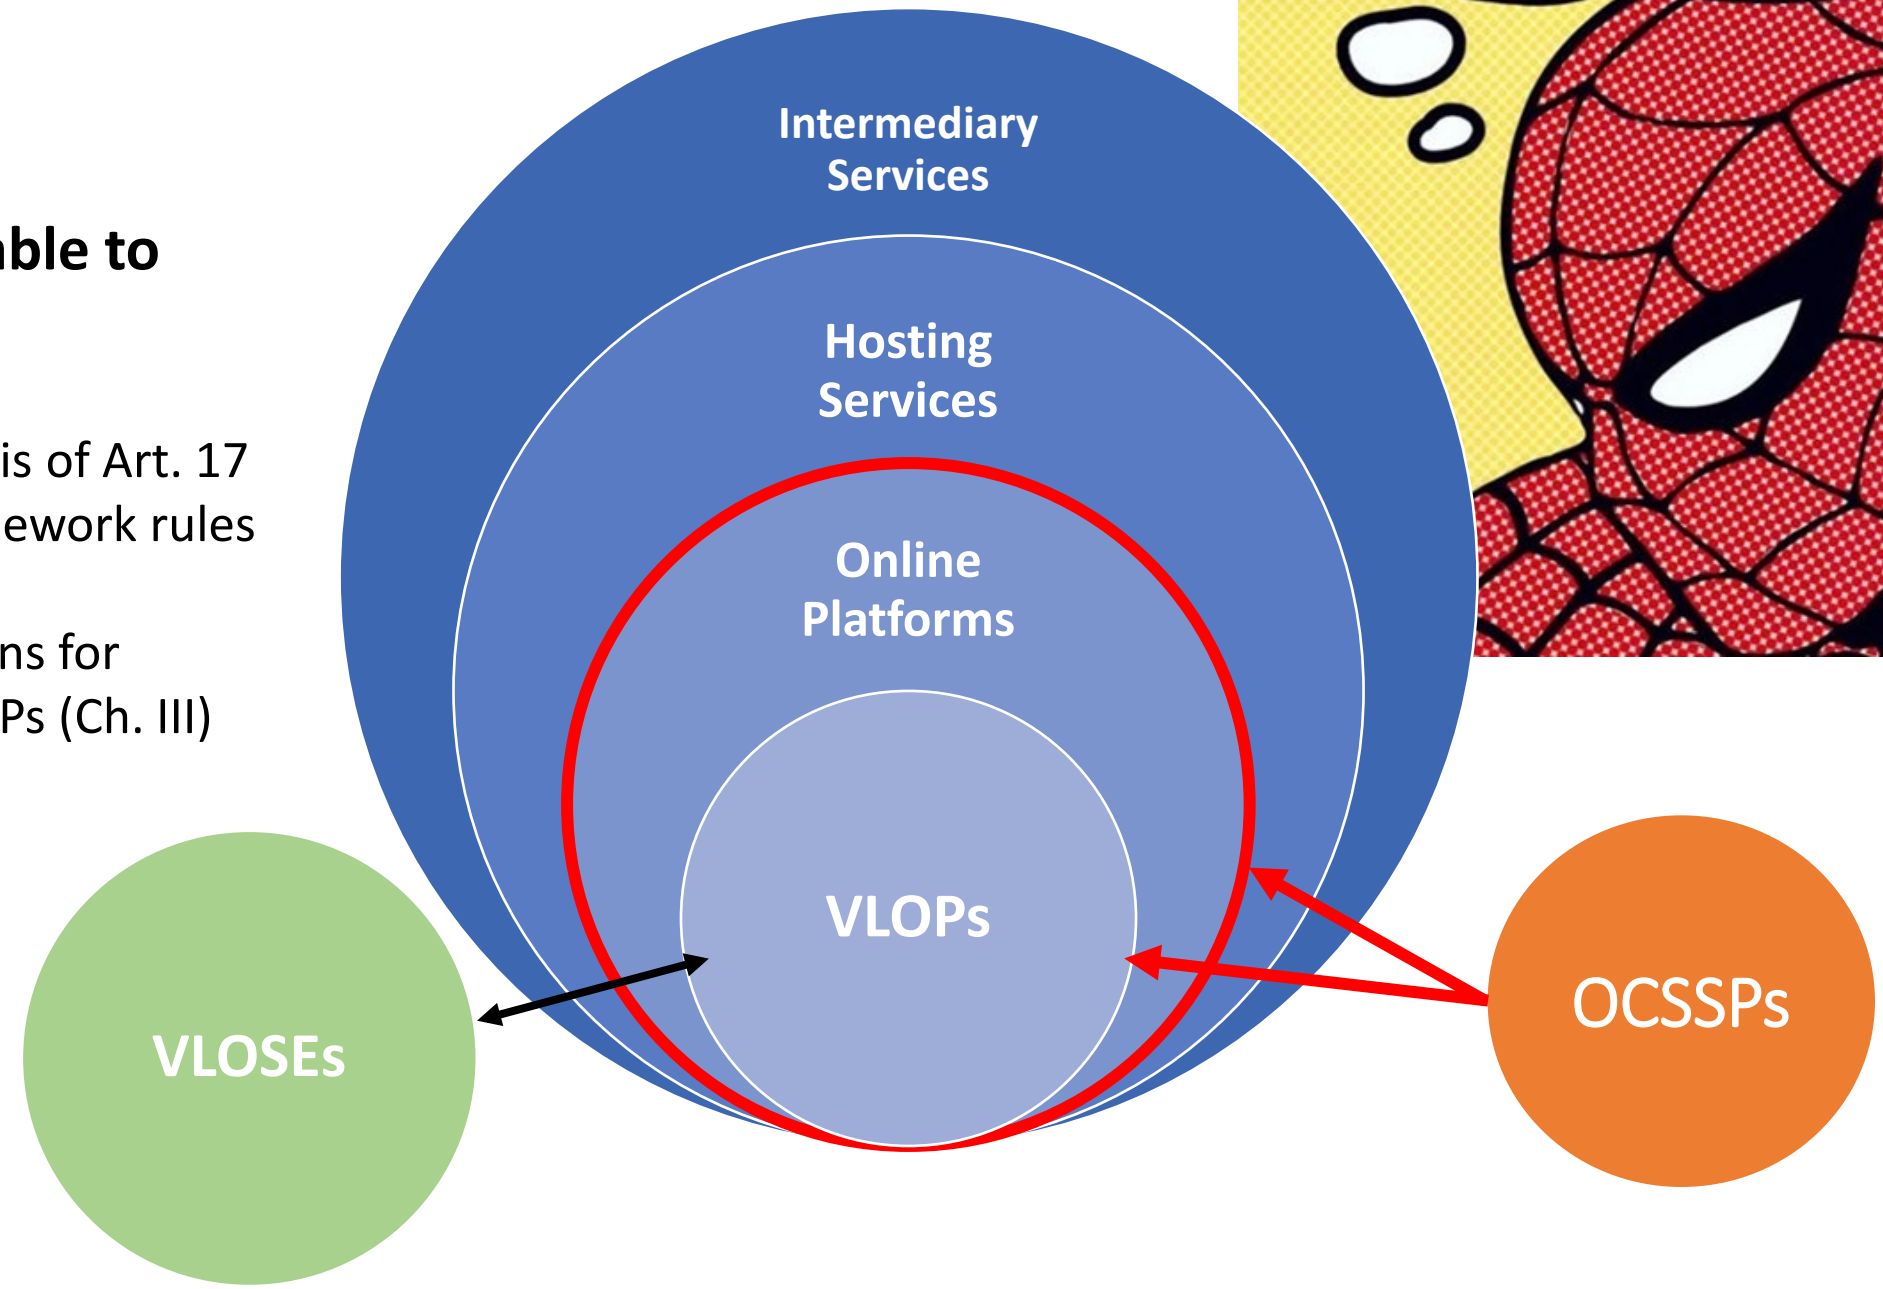 able to
is of Art. 17
ework rules
ns for
Ps (Ch. III)
Intermediary
Services
Hosting
Services
Online
Platforms
VLOPs
VLOSEs
OCSSPs